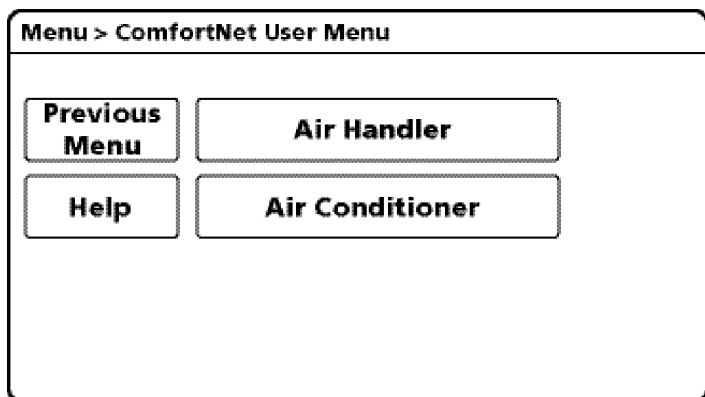 Menu > ComfortNet User Menu
Previous
Menu
Air Handler
Help
Air Conditioner